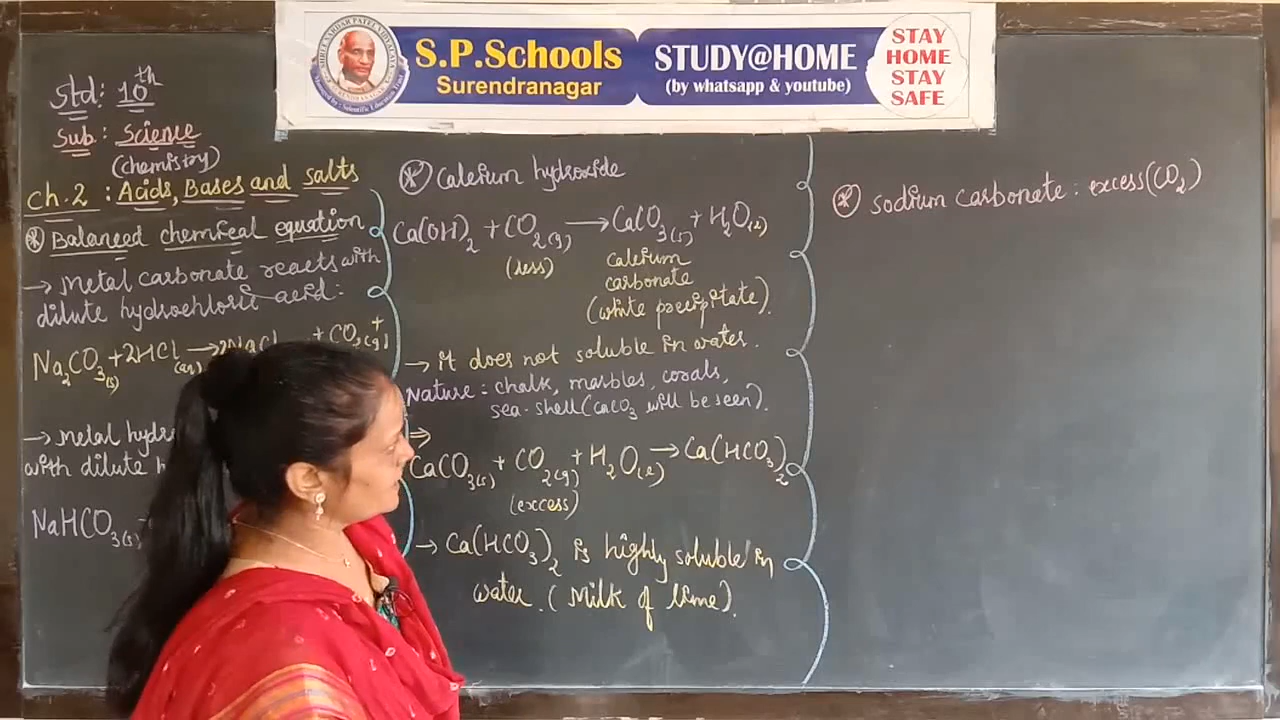 S.P.Schools
Surendranagar
STUDY@HOME
(by whatsapp & youtube)
STAY
HOME
STAY
SAFE
Std: 10th
Sub: Science
(chemistry)
Ch.2 : Acids, Bases and salts
* Balanced chemical equation
→ Metal carbonate reacts with
dilute hydrochloric acid:
Na₂CO₃(s) + 2HCl(aq) → 2NaCl + CO₂(g) +
→ Metal hyd
with dilute h
NaHCO₃(s) +
* Calcium hydroxide
Ca(OH)₂ + CO₂(g) → CaCO₃(s) + H₂O(l)
(less)
calcium
carbonate
(white precipitate).
→ it does not soluble in water.
Nature : chalk, marbles, corals,
sea-shell (CaCO₃ will be seen).
⇒
CaCO₃(s) + CO₂(g) + H₂O(l) → Ca(HCO₃)₂
(excess)
→ Ca(HCO₃)₂ is highly soluble in
water. (Milk of lime).
* Sodium carbonate : excess(CO₂)